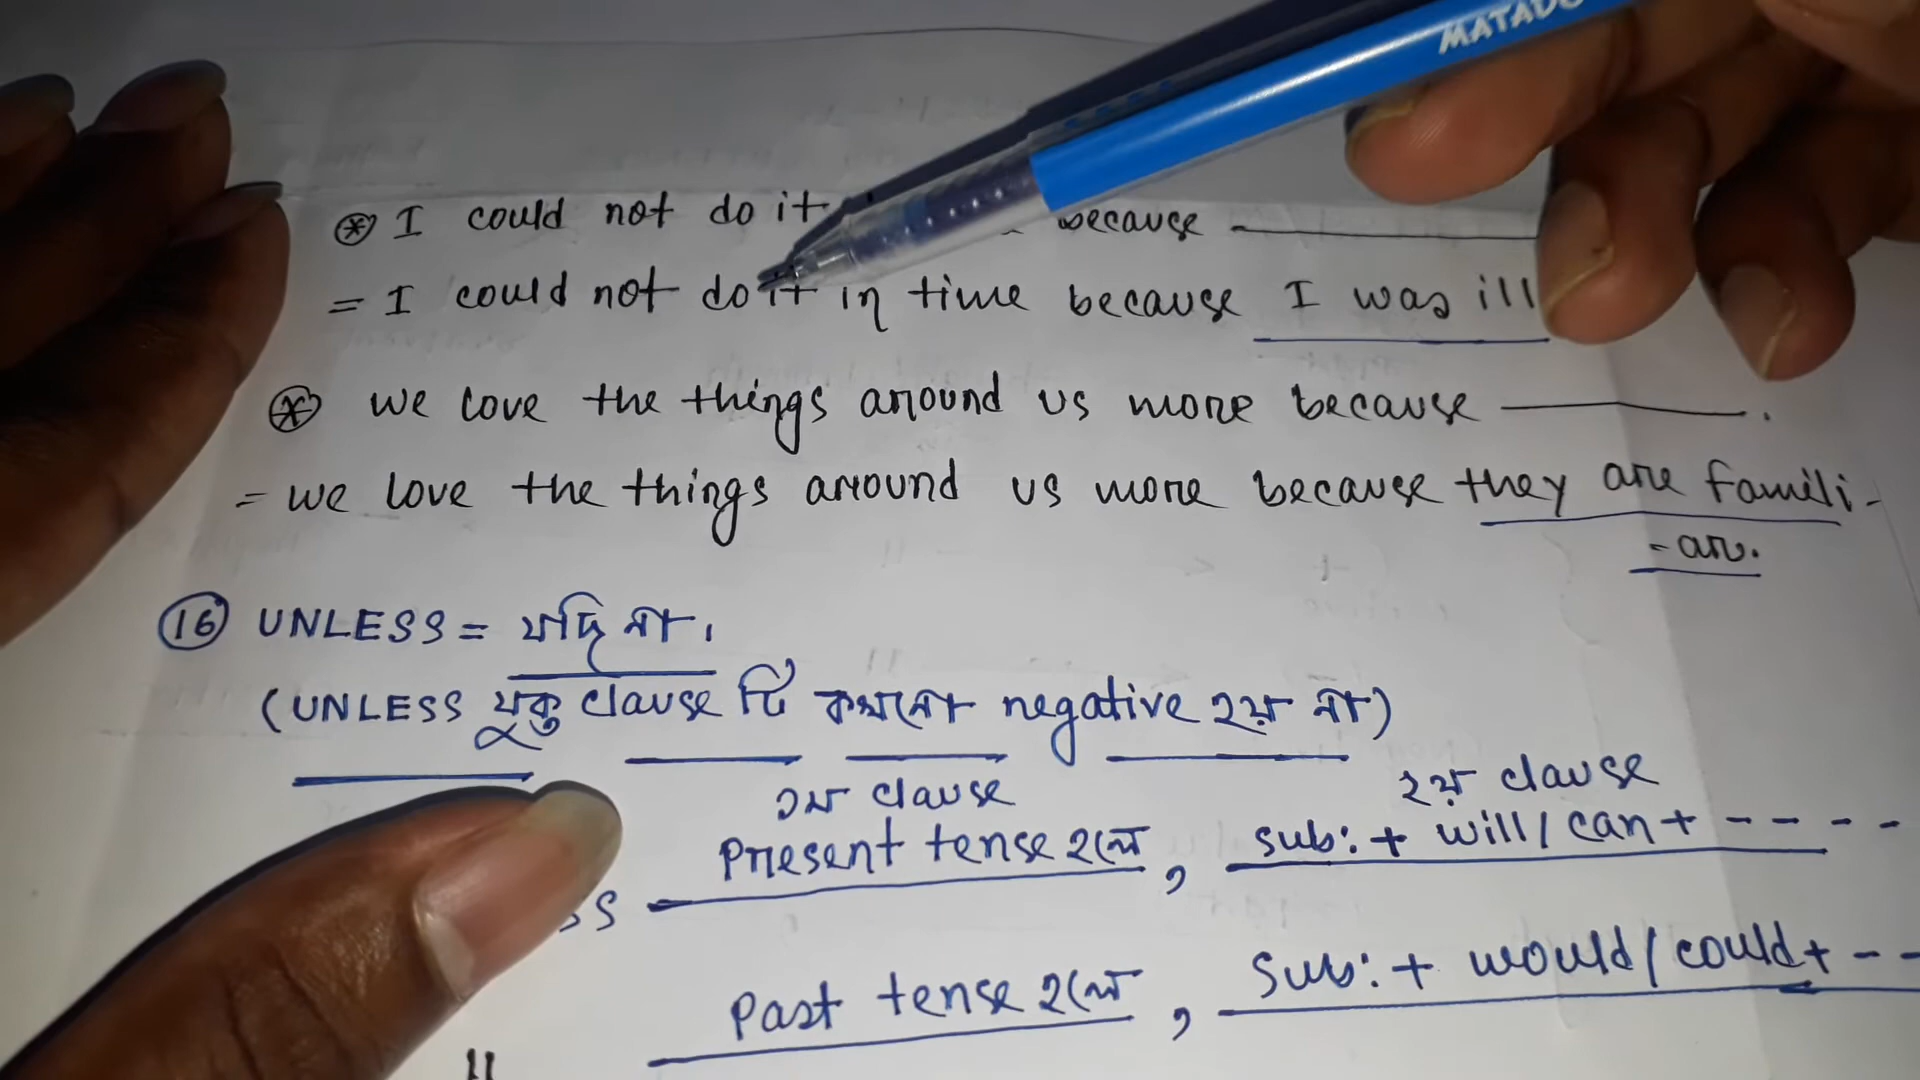 MATADO
⊛ I could not do it because ———
= I could not do it in time because I was ill
⊛ we love the things around us more because ——— .
= we love the things around us more because they are famili-
-ar.
(16) UNLESS = যদি না।
(UNLESS যুক্ত clause টি কখনো negative হয় না)
১ম clause ২য় clause
Present tense হলে, sub: + will/can + - - - -
ss
Past tense হলে, sub: + would/could + - -
"